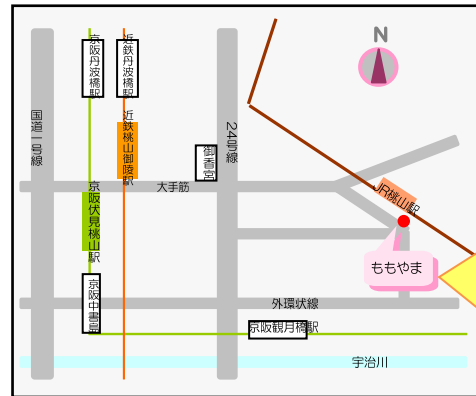 京阪丹波橋駅
近鉄丹波橋駅
N
国道一号線
近鉄桃山御陵駅
24号線
御香宮
京阪伏見桃山駅
大手筋
JR桃山駅
ももやま
京阪中書島
外環状線
京阪観月橋駅
宇治川